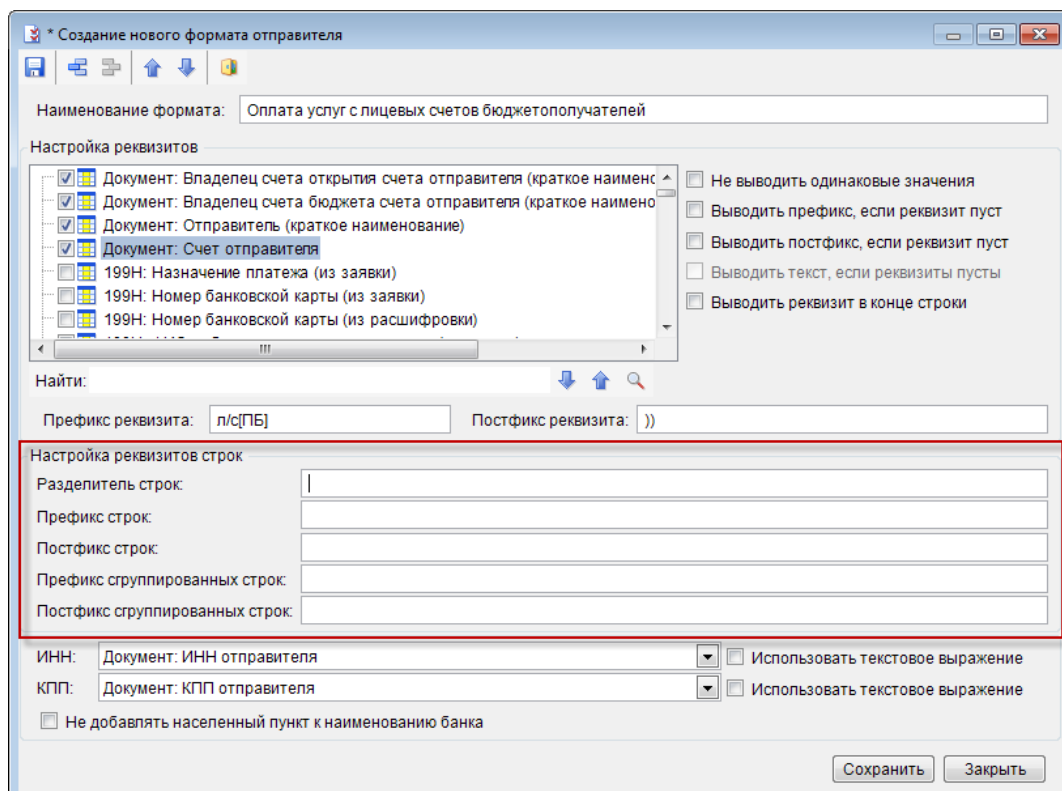 * Создание нового формата отправителя
Наименование формата: Оплата услуг с лицевых счетов бюджетополучателей
Настройка реквизитов
Документ: Владелец счета открытия счета отправителя (краткое наименс
Документ: Владелец счета бюджета счета отправителя (краткое наимено
Документ: Отправитель (краткое наименование)
Документ: Счет отправителя
199Н: Назначение платежа (из заявки)
199Н: Номер банковской карты (из заявки)
199Н: Номер банковской карты (из расшифровки)
Не выводить одинаковые значения
Выводить префикс, если реквизит пуст
Выводить постфикс, если реквизит пуст
Выводить текст, если реквизиты пусты
Выводить реквизит в конце строки
Найти:
Префикс реквизита: л/с[ПБ] Постфикс реквизита: ))
Настройка реквизитов строк
Разделитель строк:
Префикс строк:
Постфикс строк:
Префикс сгруппированных строк:
Постфикс сгруппированных строк:
ИНН: Документ: ИНН отправителя Использовать текстовое выражение
КПП: Документ: КПП отправителя Использовать текстовое выражение
Не добавлять населенный пункт к наименованию банка
Сохранить Закрыть